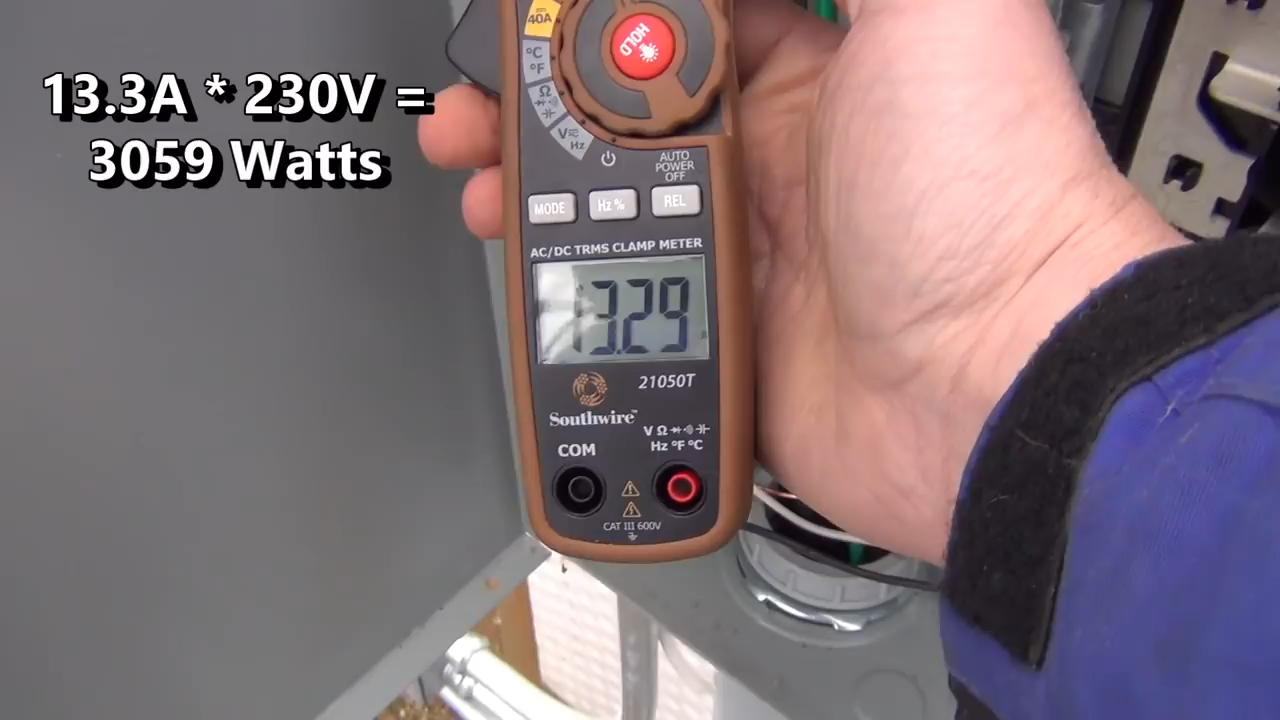 13.3A * 230V =
3059 Watts
40A
HOLD
°C
°F
Ω
V
Hz
AUTO
POWER
OFF
MODE
Hz %
REL
AC/DC TRMS CLAMP METER
13.29
21050T
Southwire™
COM
V Ω
Hz °F °C
CAT III 600V